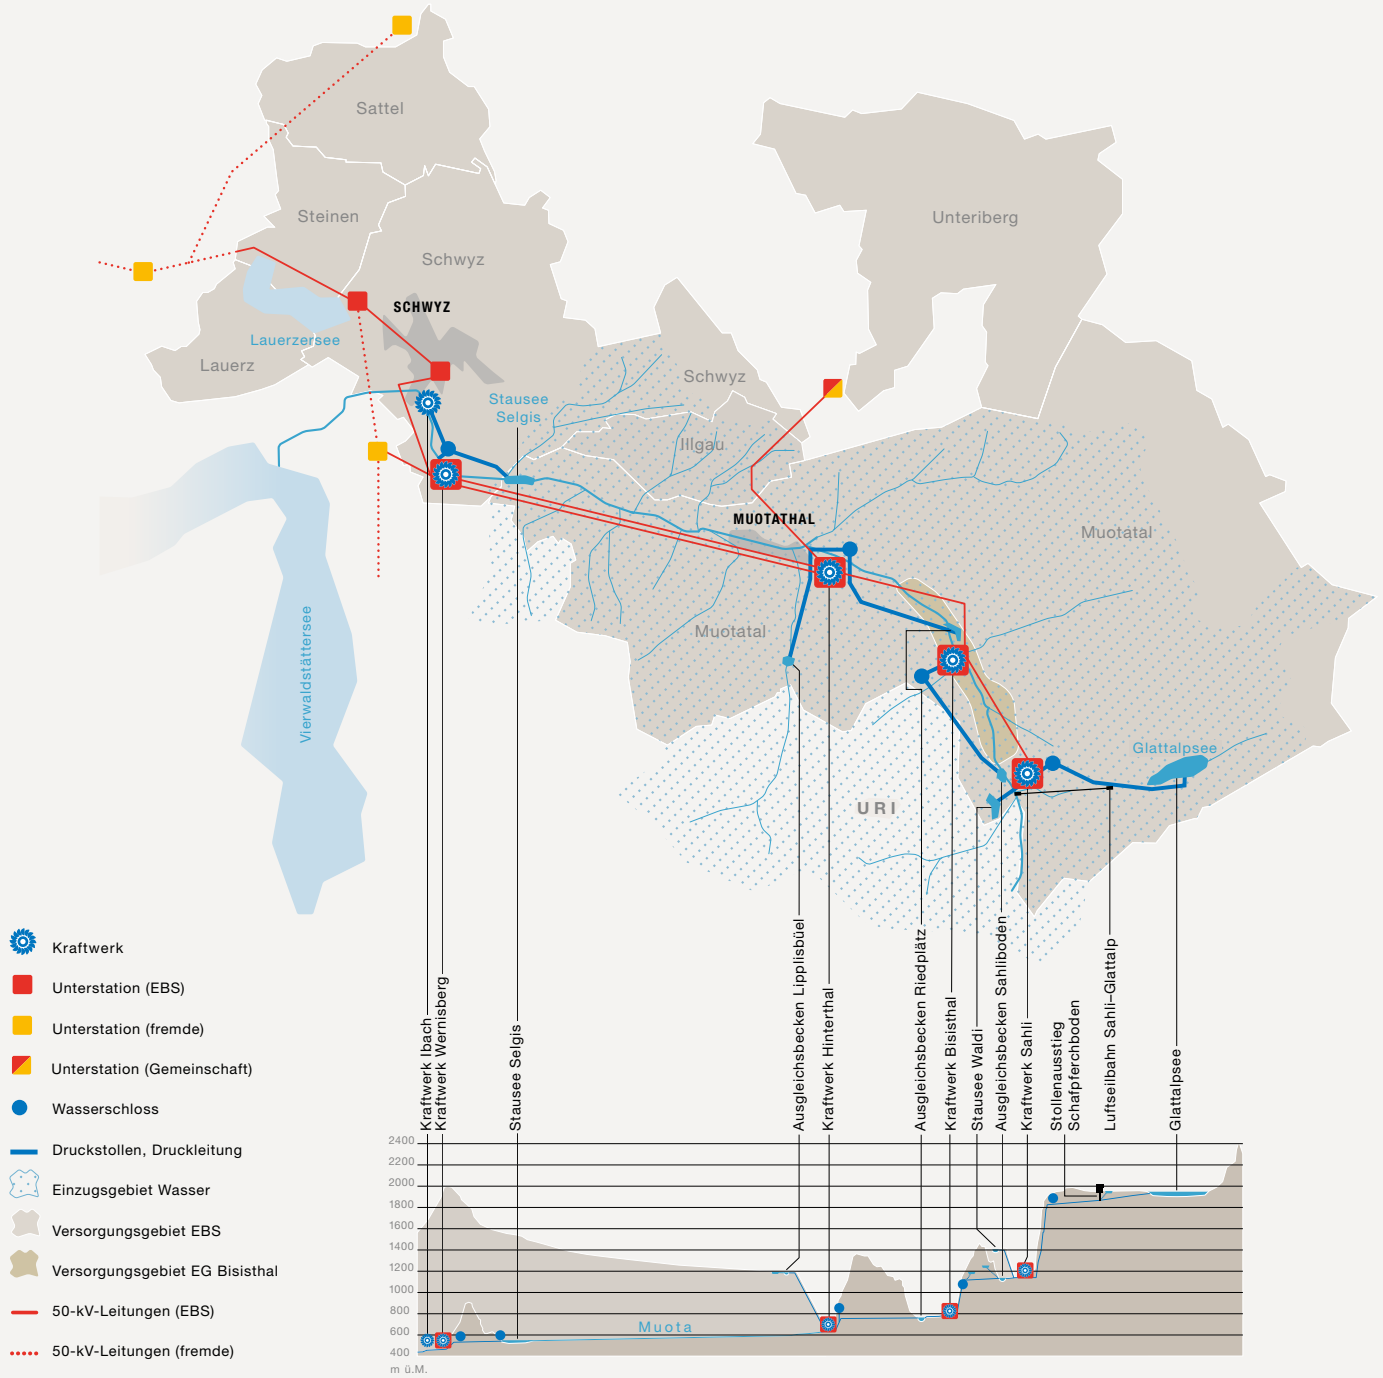 Sattel
Steinen
Schwyz
Unteriberg
SCHWYZ
Lauerzersee
Lauerz
Schwyz
Stausee
Selgis
Illgau
MUOTATHAL
Muotatal
Muotatal
Vierwaldstättersee
Glattalpsee
URI
Kraftwerk
Unterstation (EBS)
Unterstation (fremde)
Unterstation (Gemeinschaft)
Wasserschloss
Druckstollen, Druckleitung
Einzugsgebiet Wasser
Versorgungsgebiet EBS
Versorgungsgebiet EG Bisisthal
50-kV-Leitungen (EBS)
50-kV-Leitungen (fremde)
Kraftwerk Ibach
Kraftwerk Wernisberg
Stausee Selgis
Ausgleichsbecken Lipplisbüel
Kraftwerk Hinterthal
Ausgleichsbecken Riedplätz
Kraftwerk Bisisthal
Stausee Waldi
Ausgleichsbecken Sahliboden
Kraftwerk Sahli
Stollenausstieg
Schafpferchboden
Luftseilbahn Sahli–Glattalp
Glattalpsee
2400
2200
2000
1800
1600
1400
1200
1000
800
600
400
m ü.M.
Muota